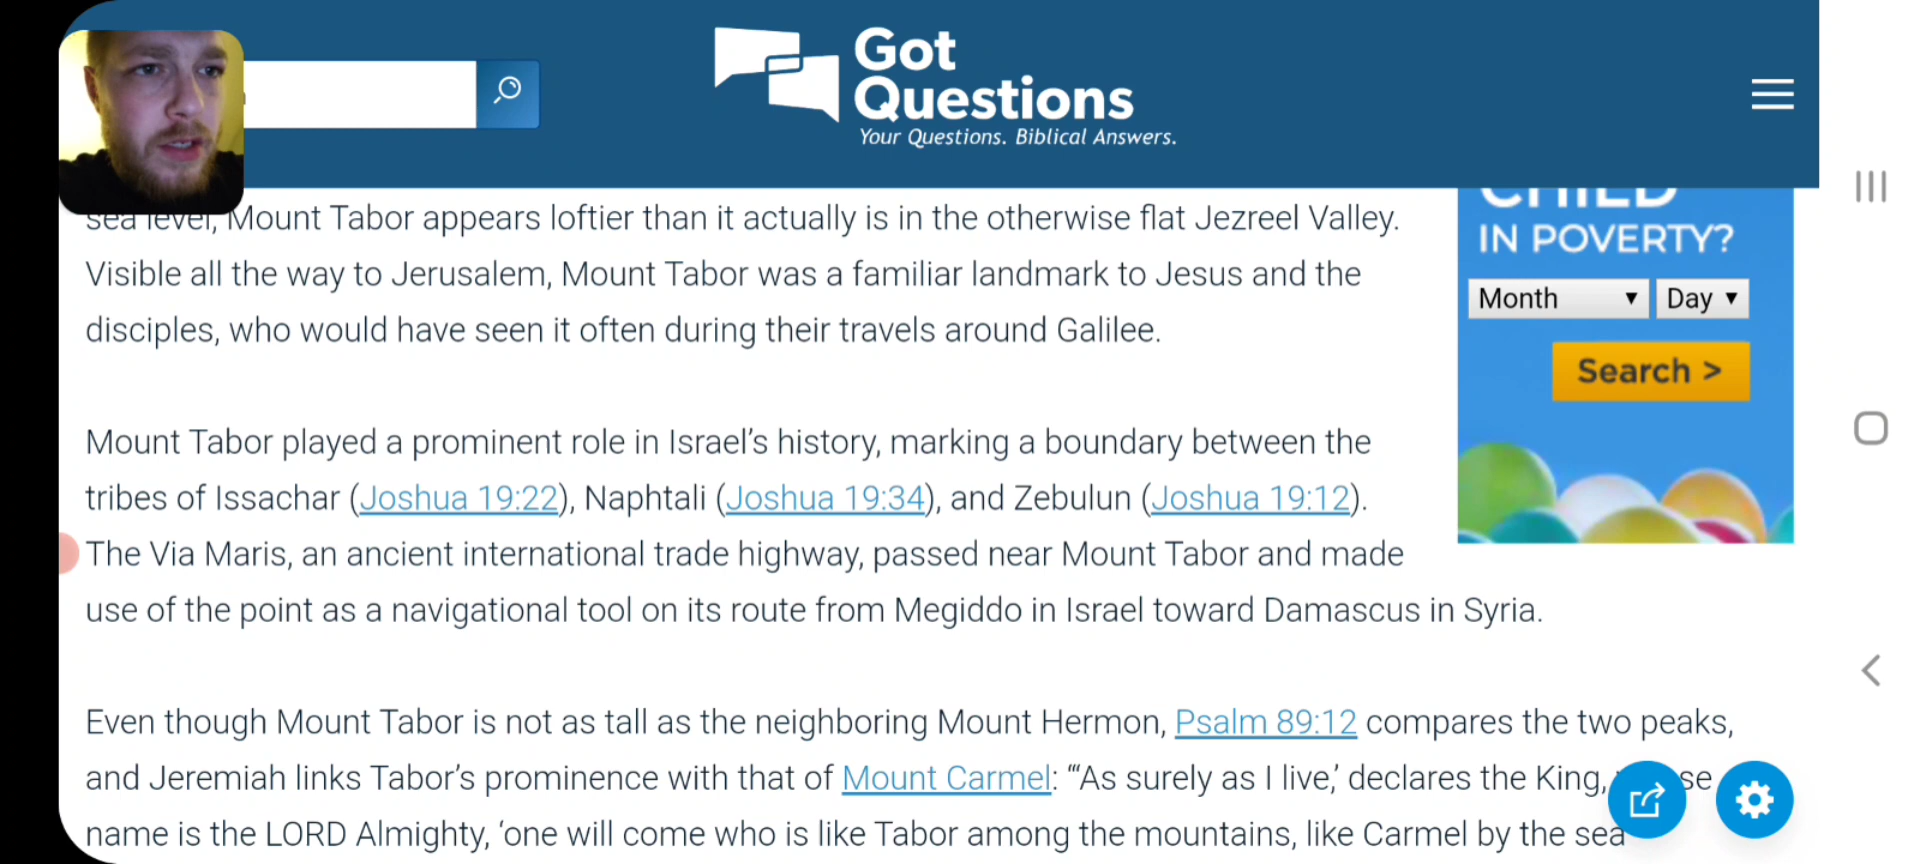 Got
Questions
Your Questions. Biblical Answers.
CHILD
IN POVERTY?
Month
Day
Search >
sea level, Mount Tabor appears loftier than it actually is in the otherwise flat Jezreel Valley.
Visible all the way to Jerusalem, Mount Tabor was a familiar landmark to Jesus and the
disciples, who would have seen it often during their travels around Galilee.
Mount Tabor played a prominent role in Israel’s history, marking a boundary between the
tribes of Issachar (Joshua 19:22), Naphtali (Joshua 19:34), and Zebulun (Joshua 19:12).
The Via Maris, an ancient international trade highway, passed near Mount Tabor and made
use of the point as a navigational tool on its route from Megiddo in Israel toward Damascus in Syria.
Even though Mount Tabor is not as tall as the neighboring Mount Hermon, Psalm 89:12 compares the two peaks,
and Jeremiah links Tabor’s prominence with that of Mount Carmel: “‘As surely as I live,’ declares the King,
name is the LORD Almighty, ‘one will come who is like Tabor among the mountains, like Carmel by the sea